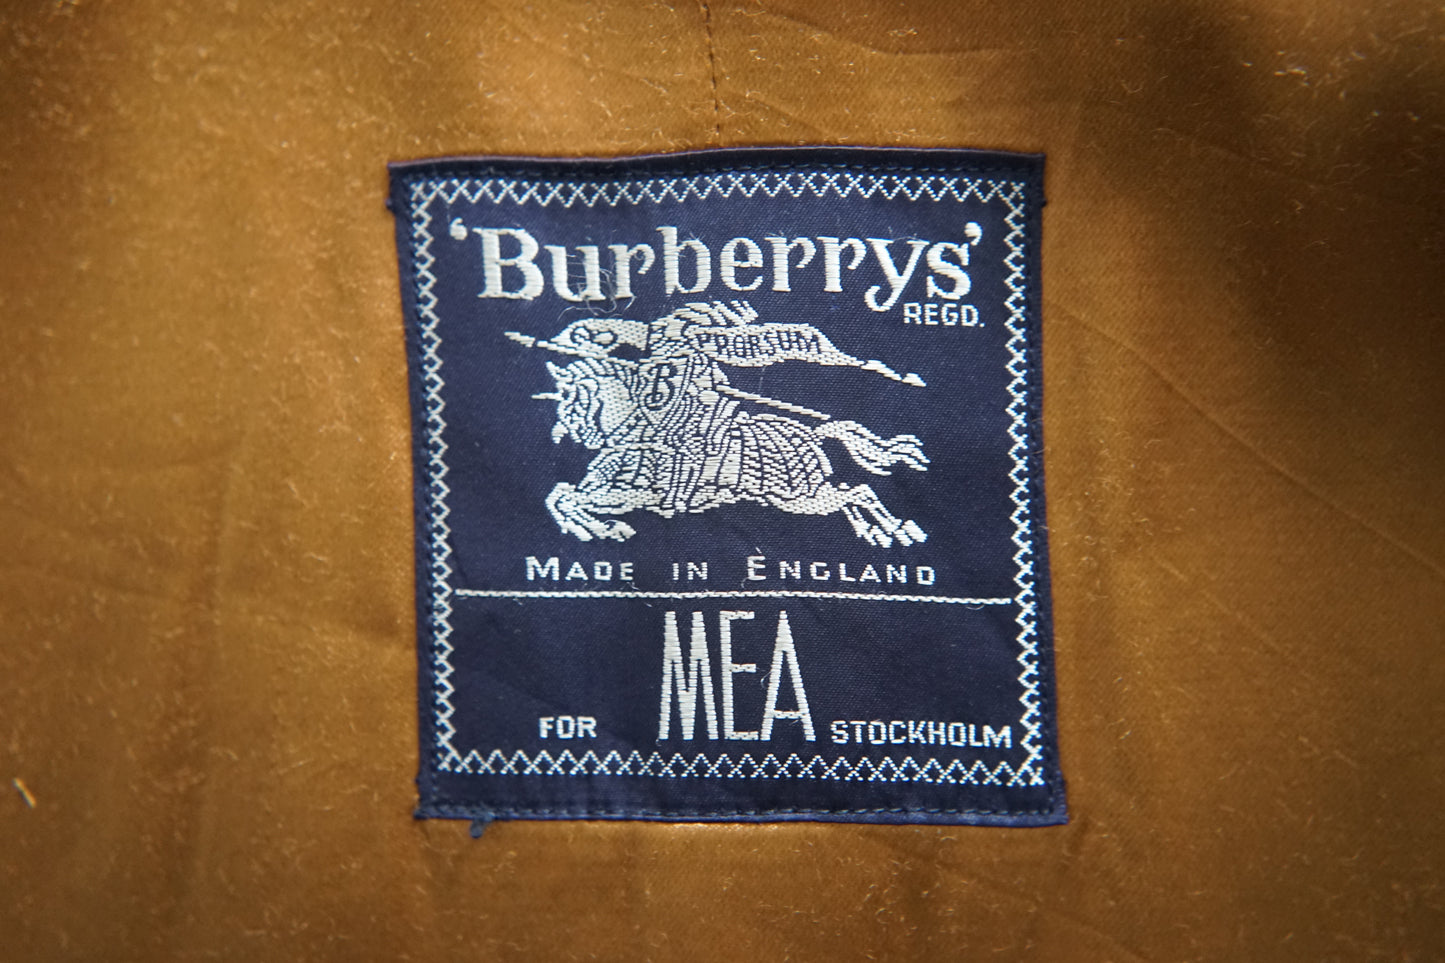 ‘Burberrys’
REGD.
PRORSUM
B
MADE IN ENGLAND
FOR MEA STOCKHOLM